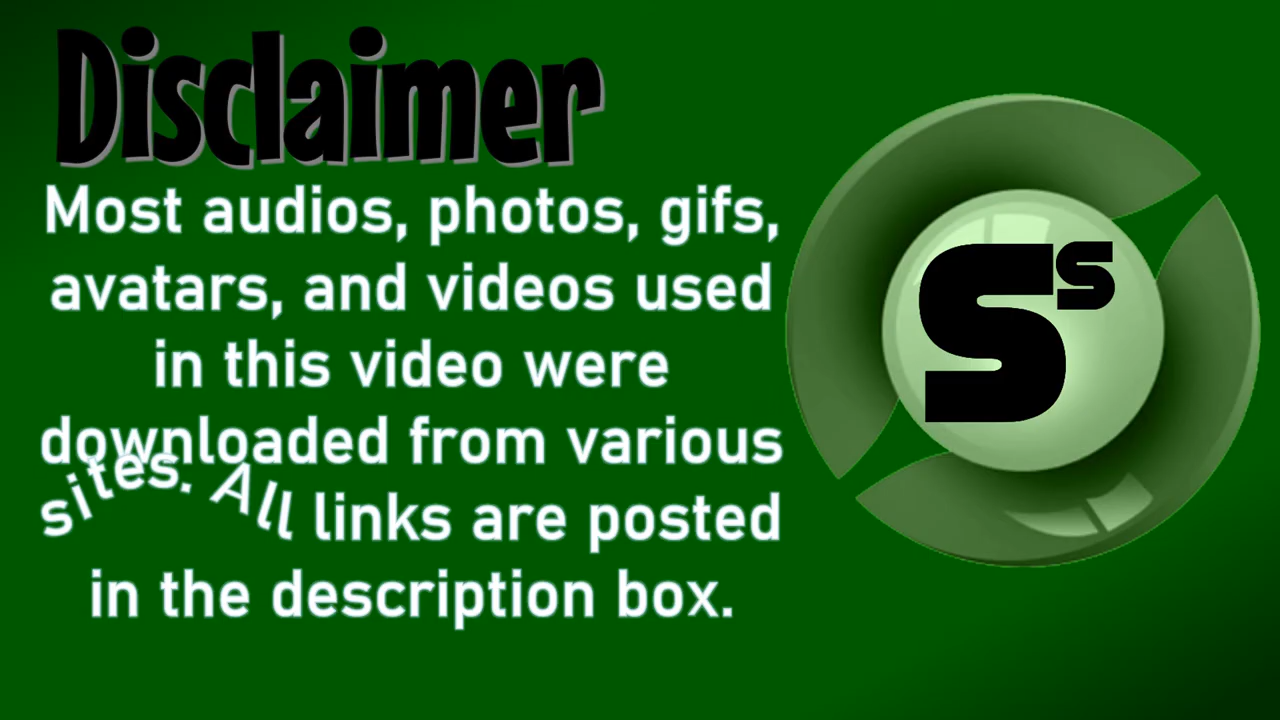 Disclaimer
Most audios, photos, gifs,
avatars, and videos used
in this video were
downloaded from various
sites. All links are posted
in the description box.
Ss